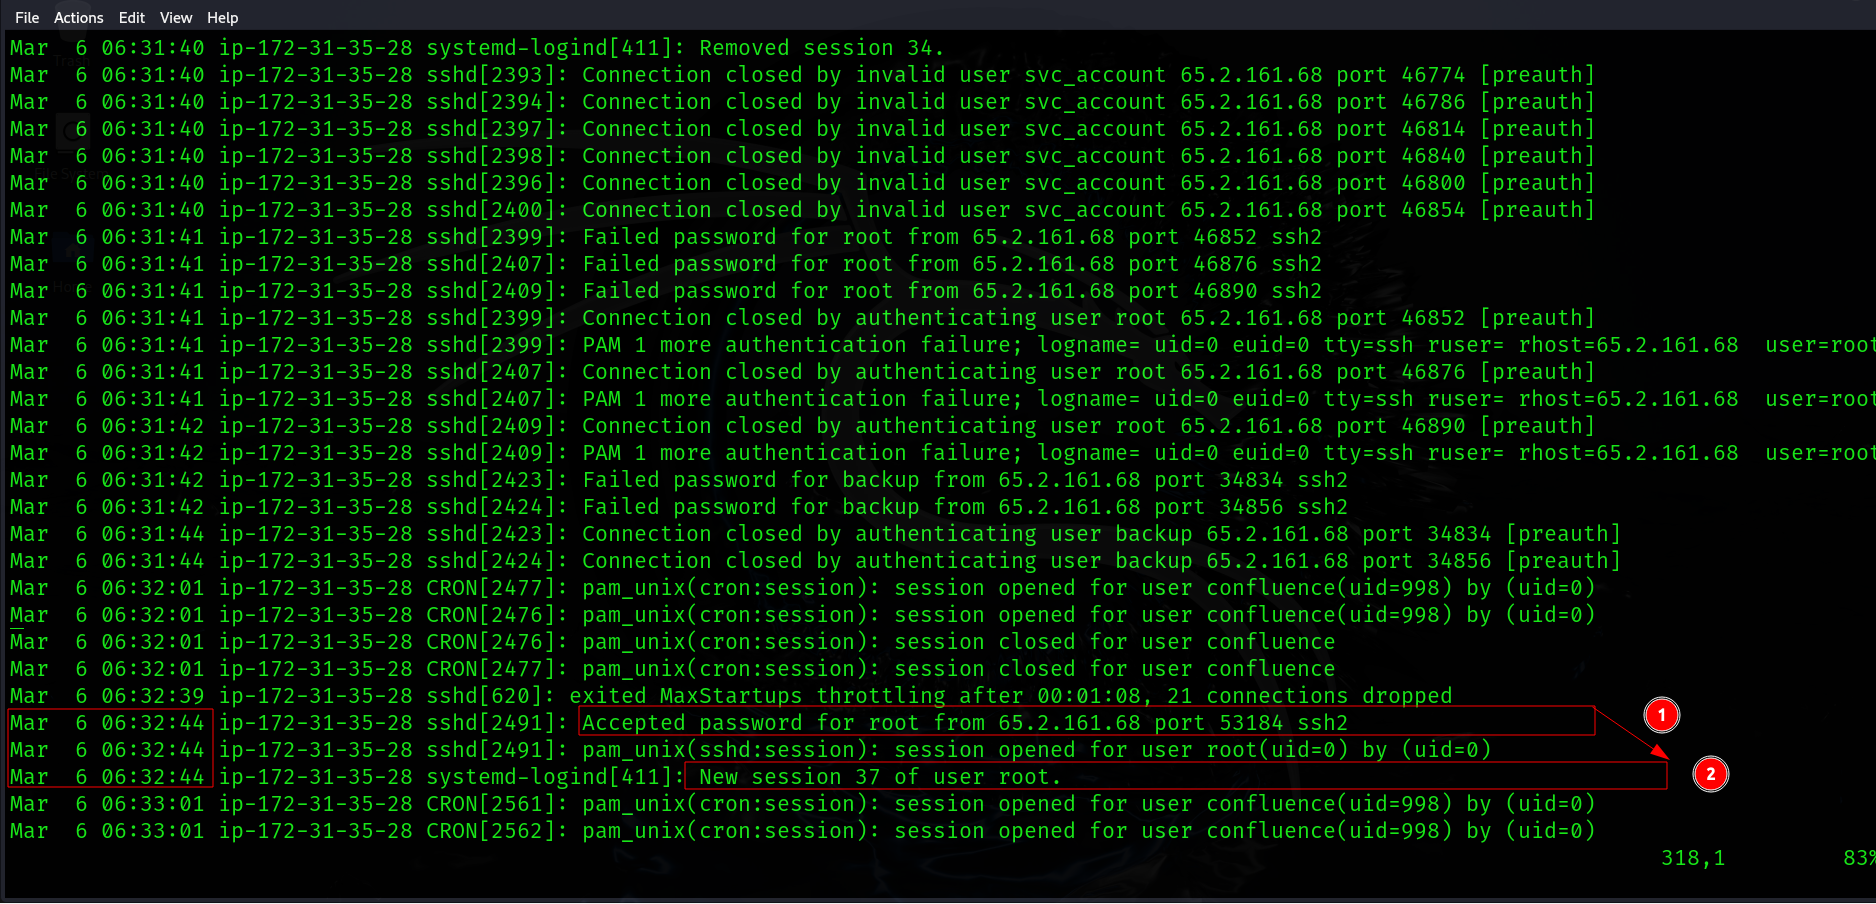 File Actions Edit View Help
Mar  6 06:31:40 ip-172-31-35-28 systemd-logind[411]: Removed session 34.
Mar  6 06:31:40 ip-172-31-35-28 sshd[2393]: Connection closed by invalid user svc_account 65.2.161.68 port 46774 [preauth]
Mar  6 06:31:40 ip-172-31-35-28 sshd[2394]: Connection closed by invalid user svc_account 65.2.161.68 port 46786 [preauth]
Mar  6 06:31:40 ip-172-31-35-28 sshd[2397]: Connection closed by invalid user svc_account 65.2.161.68 port 46814 [preauth]
Mar  6 06:31:40 ip-172-31-35-28 sshd[2398]: Connection closed by invalid user svc_account 65.2.161.68 port 46840 [preauth]
Mar  6 06:31:40 ip-172-31-35-28 sshd[2396]: Connection closed by invalid user svc_account 65.2.161.68 port 46800 [preauth]
Mar  6 06:31:40 ip-172-31-35-28 sshd[2400]: Connection closed by invalid user svc_account 65.2.161.68 port 46854 [preauth]
Mar  6 06:31:41 ip-172-31-35-28 sshd[2399]: Failed password for root from 65.2.161.68 port 46852 ssh2
Mar  6 06:31:41 ip-172-31-35-28 sshd[2407]: Failed password for root from 65.2.161.68 port 46876 ssh2
Mar  6 06:31:41 ip-172-31-35-28 sshd[2409]: Failed password for root from 65.2.161.68 port 46890 ssh2
Mar  6 06:31:41 ip-172-31-35-28 sshd[2399]: Connection closed by authenticating user root 65.2.161.68 port 46852 [preauth]
Mar  6 06:31:41 ip-172-31-35-28 sshd[2399]: PAM 1 more authentication failure; logname= uid=0 euid=0 tty=ssh ruser= rhost=65.2.161.68  user=root
Mar  6 06:31:41 ip-172-31-35-28 sshd[2407]: Connection closed by authenticating user root 65.2.161.68 port 46876 [preauth]
Mar  6 06:31:41 ip-172-31-35-28 sshd[2407]: PAM 1 more authentication failure; logname= uid=0 euid=0 tty=ssh ruser= rhost=65.2.161.68  user=root
Mar  6 06:31:42 ip-172-31-35-28 sshd[2409]: Connection closed by authenticating user root 65.2.161.68 port 46890 [preauth]
Mar  6 06:31:42 ip-172-31-35-28 sshd[2409]: PAM 1 more authentication failure; logname= uid=0 euid=0 tty=ssh ruser= rhost=65.2.161.68  user=root
Mar  6 06:31:42 ip-172-31-35-28 sshd[2423]: Failed password for backup from 65.2.161.68 port 34834 ssh2
Mar  6 06:31:42 ip-172-31-35-28 sshd[2424]: Failed password for backup from 65.2.161.68 port 34856 ssh2
Mar  6 06:31:44 ip-172-31-35-28 sshd[2423]: Connection closed by authenticating user backup 65.2.161.68 port 34834 [preauth]
Mar  6 06:31:44 ip-172-31-35-28 sshd[2424]: Connection closed by authenticating user backup 65.2.161.68 port 34856 [preauth]
Mar  6 06:32:01 ip-172-31-35-28 CRON[2477]: pam_unix(cron:session): session opened for user confluence(uid=998) by (uid=0)
Mar  6 06:32:01 ip-172-31-35-28 CRON[2476]: pam_unix(cron:session): session opened for user confluence(uid=998) by (uid=0)
Mar  6 06:32:01 ip-172-31-35-28 CRON[2476]: pam_unix(cron:session): session closed for user confluence
Mar  6 06:32:01 ip-172-31-35-28 CRON[2477]: pam_unix(cron:session): session closed for user confluence
Mar  6 06:32:39 ip-172-31-35-28 sshd[620]: exited MaxStartups throttling after 00:01:08, 21 connections dropped
Mar  6 06:32:44 ip-172-31-35-28 sshd[2491]: Accepted password for root from 65.2.161.68 port 53184 ssh2
1
Mar  6 06:32:44 ip-172-31-35-28 sshd[2491]: pam_unix(sshd:session): session opened for user root(uid=0) by (uid=0)
Mar  6 06:32:44 ip-172-31-35-28 systemd-logind[411]: New session 37 of user root.
2
Mar  6 06:33:01 ip-172-31-35-28 CRON[2561]: pam_unix(cron:session): session opened for user confluence(uid=998) by (uid=0)
Mar  6 06:33:01 ip-172-31-35-28 CRON[2562]: pam_unix(cron:session): session opened for user confluence(uid=998) by (uid=0)
318,1 83%